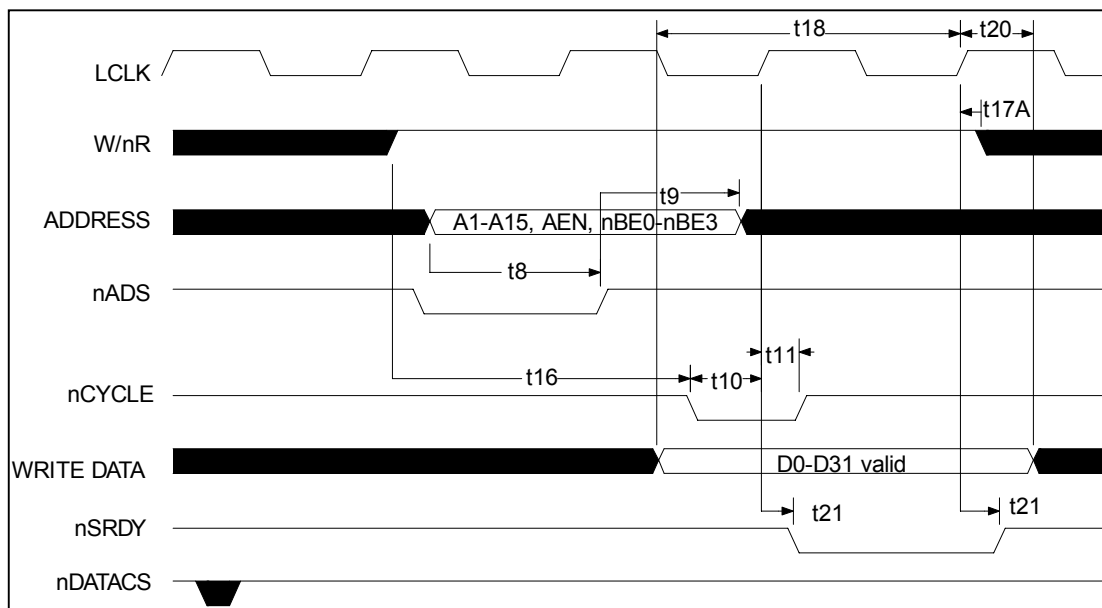 t18
t20
LCLK
t17A
W/nR
t9
ADDRESS
A1-A15, AEN, nBE0-nBE3
t8
nADS
t11
t16
t10
nCYCLE
WRITE DATA
D0-D31 valid
nSRDY
t21
t21
nDATACS